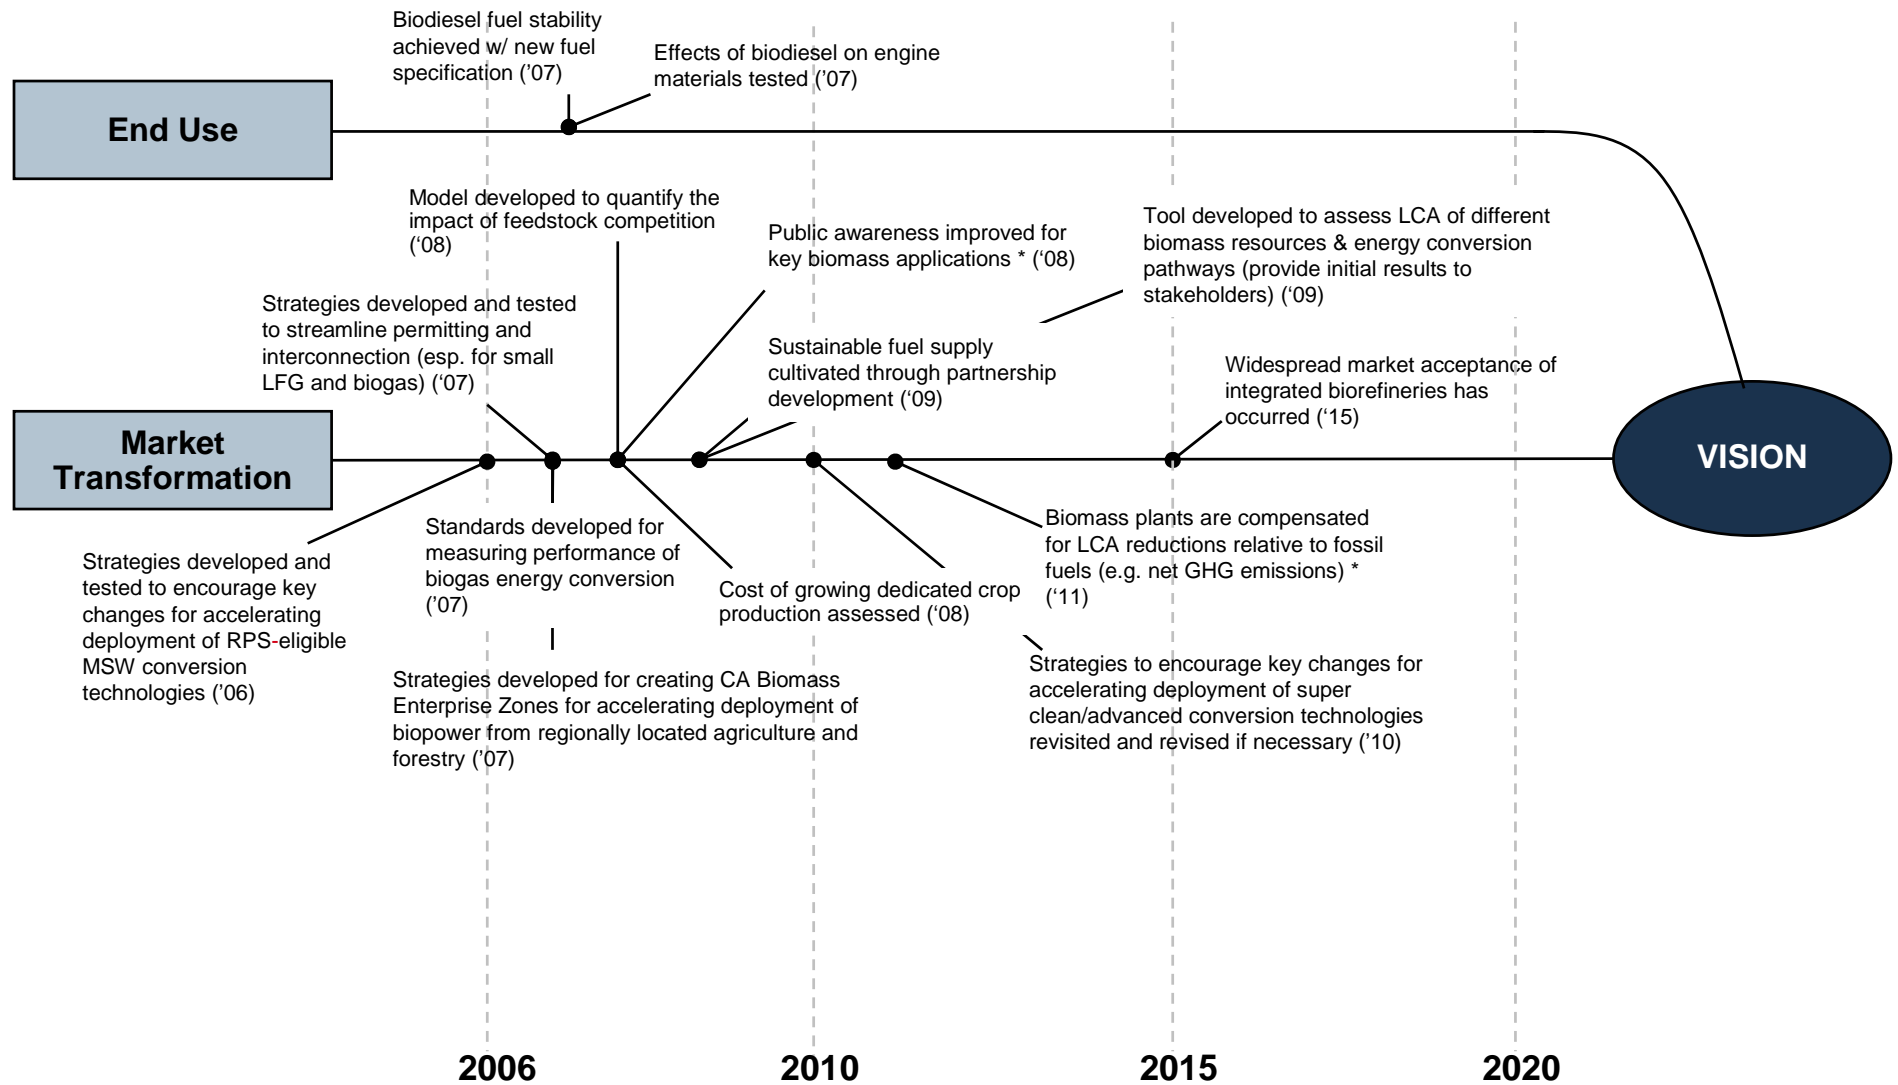 Biodiesel fuel stability
achieved w/ new fuel
specification (’07)
Effects of biodiesel on engine
materials tested (’07)
End Use
Model developed to quantify the
impact of feedstock competition
(‘08)
Public awareness improved for
key biomass applications * (‘08)
Tool developed to assess LCA of different
biomass resources & energy conversion
pathways (provide initial results to
stakeholders) (‘09)
Strategies developed and tested
to streamline permitting and
interconnection (esp. for small
LFG and biogas) (‘07)
Sustainable fuel supply
cultivated through partnership
development (‘09)
Widespread market acceptance of
integrated biorefineries has
occurred (‘15)
Market
Transformation
VISION
Strategies developed and
tested to encourage key
changes for accelerating
deployment of RPS-eligible
MSW conversion
technologies (’06)
Standards developed for
measuring performance of
biogas energy conversion
(’07)
Cost of growing dedicated crop
production assessed (‘08)
Biomass plants are compensated
for LCA reductions relative to fossil
fuels (e.g. net GHG emissions) *
(‘11)
Strategies developed for creating CA Biomass
Enterprise Zones for accelerating deployment of
biopower from regionally located agriculture and
forestry (’07)
Strategies to encourage key changes for
accelerating deployment of super
clean/advanced conversion technologies
revisited and revised if necessary (’10)
2006
2010
2015
2020